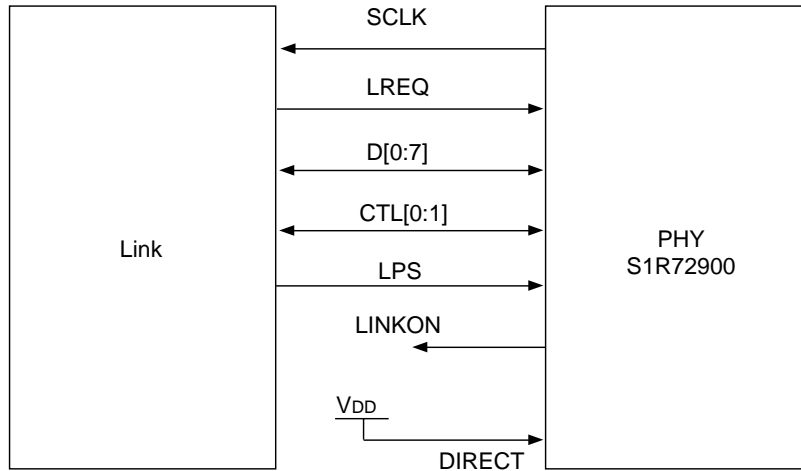 SCLK
LREQ
D[0:7]
CTL[0:1]
Link
PHY
S1R72900
LPS
LINKON
VDD
DIRECT